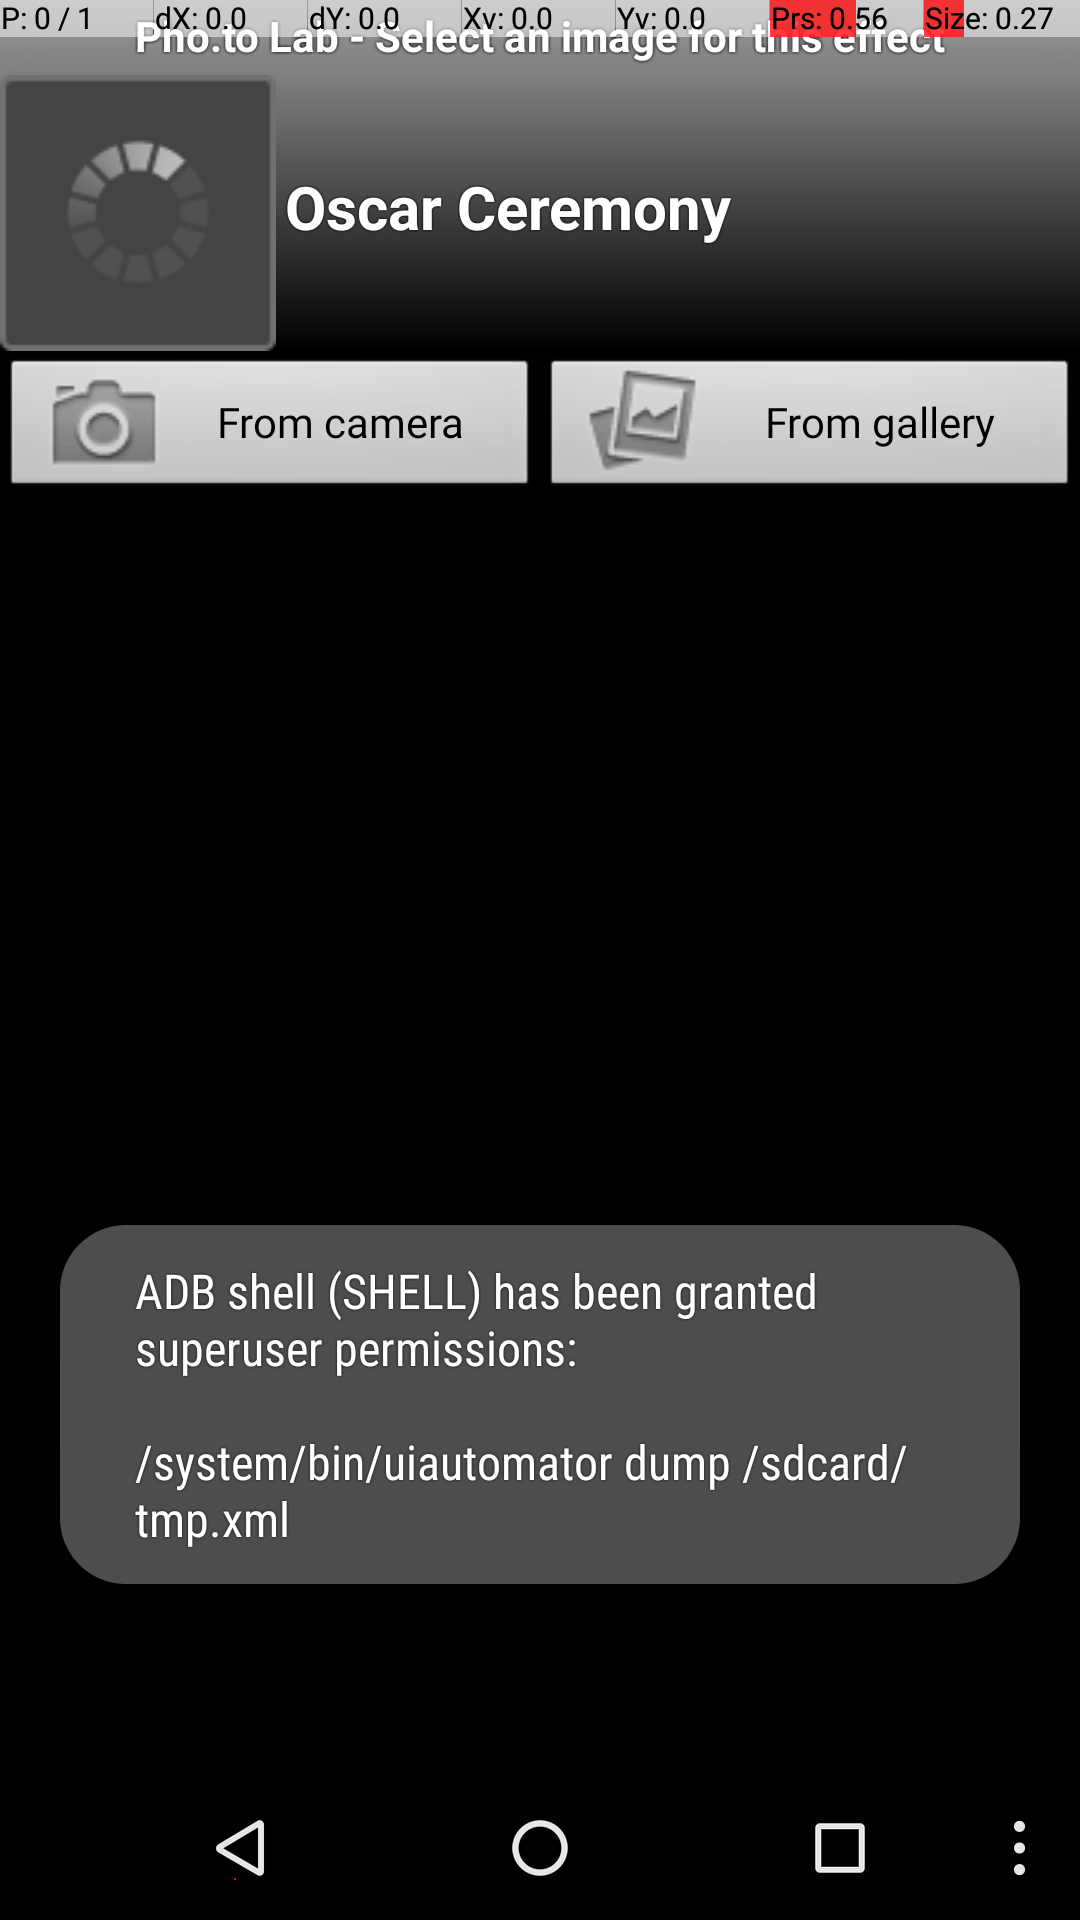 P: 0 / 1 dX: 0.0 dY: 0.0 Xv: 0.0 Yv: 0.0 Prs: 0.56 Size: 0.27
Pho.to Lab - Select an image for this effect
Oscar Ceremony
From camera From gallery
ADB shell (SHELL) has been granted
superuser permissions:
/system/bin/uiautomator dump /sdcard/
tmp.xml